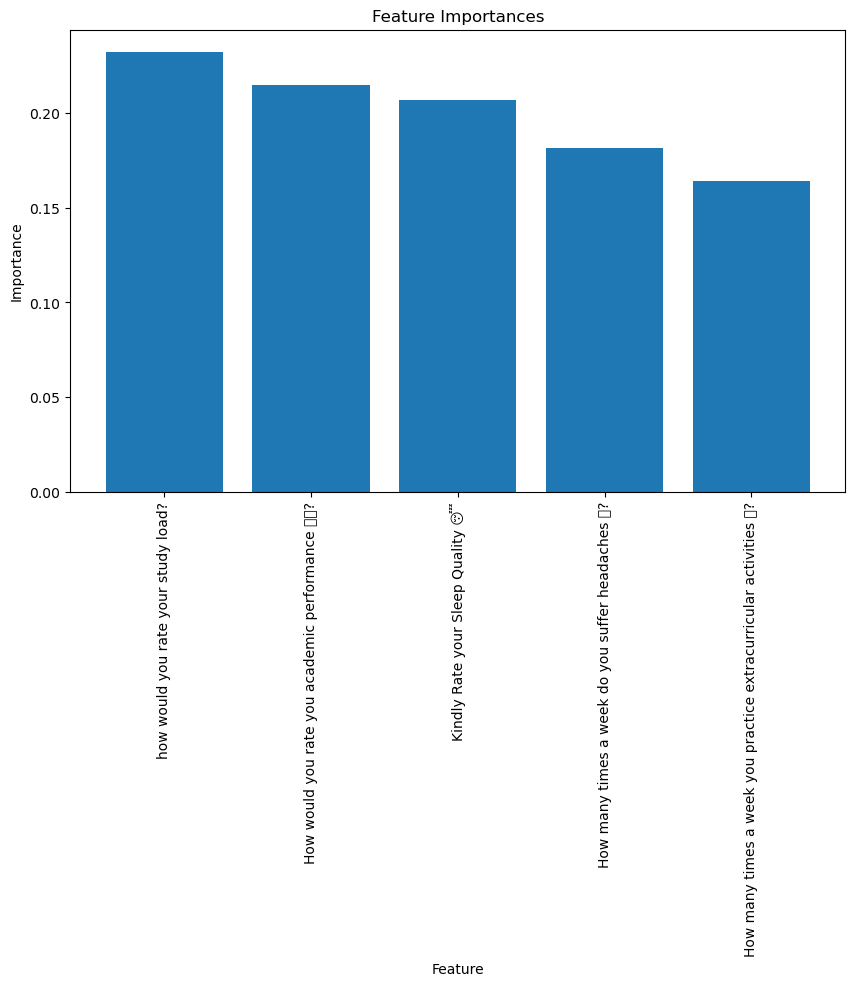 Feature Importances
Importance
0.20
0.15
0.10
0.05
0.00
how would you rate your study load?
How would you rate you academic performance 𑄀▯▯?
Kindly Rate your Sleep Quality 😴
How many times a week do you suffer headaches ▯?
How many times a week you practice extracurricular activities ▯?
Feature